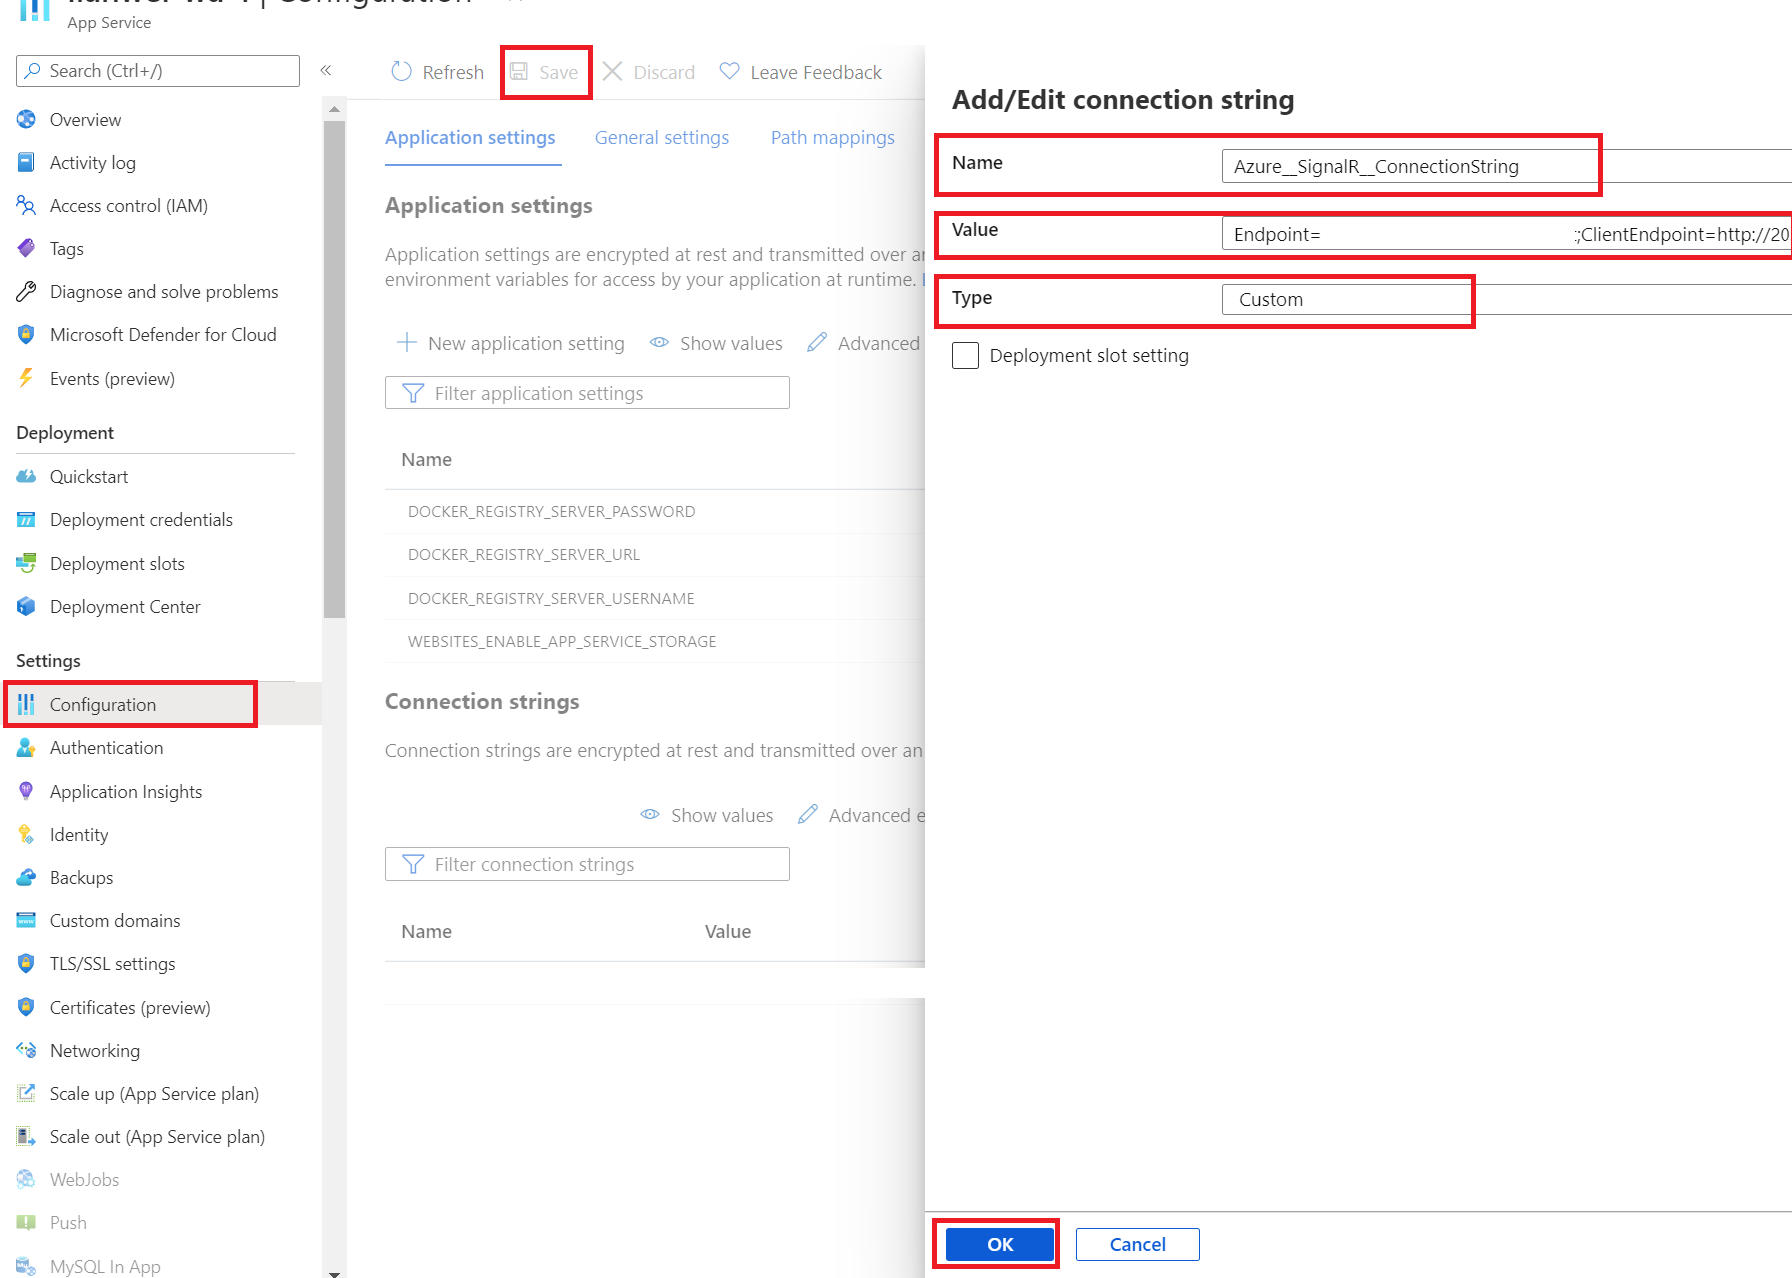 | Configuration
App Service
Search (Ctrl+/)
«
Overview
Activity log
Access control (IAM)
Tags
Diagnose and solve problems
Microsoft Defender for Cloud
Events (preview)
Deployment
Quickstart
Deployment credentials
Deployment slots
Deployment Center
Settings
Configuration
Authentication
Application Insights
Identity
Backups
Custom domains
TLS/SSL settings
Certificates (preview)
Networking
Scale up (App Service plan)
Scale out (App Service plan)
WebJobs
Push
MySQL In App
Refresh
Save
Discard
Leave Feedback
Application settings
General settings
Path mappings
Application settings
Application settings are encrypted at rest and transmitted over
environment variables for access by your application at runtime.
New application setting
Show values
Advanced
Filter application settings
Name
DOCKER_REGISTRY_SERVER_PASSWORD
DOCKER_REGISTRY_SERVER_URL
DOCKER_REGISTRY_SERVER_USERNAME
WEBSITES_ENABLE_APP_SERVICE_STORAGE
Connection strings
Connection strings are encrypted at rest and transmitted over an
Show values
Advanced e
Filter connection strings
Name Value
Add/Edit connection string
Name
Azure__SignalR__ConnectionString
Value
Endpoint= :;ClientEndpoint=http://20
Type
Custom
Deployment slot setting
OK
Cancel